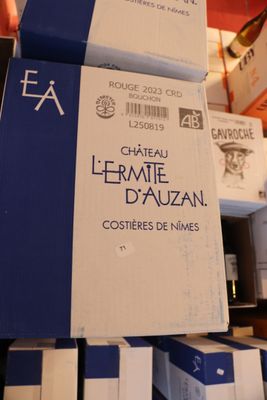 COSTIÈRES DE NÎMES
EA
ROUGE 2023 CRD
BOUCHON
L250819
AB
CHÂTEAU
L'ERMITE
D'AUZAN.
COSTIÈRES DE NÎMES
GAVROCHE